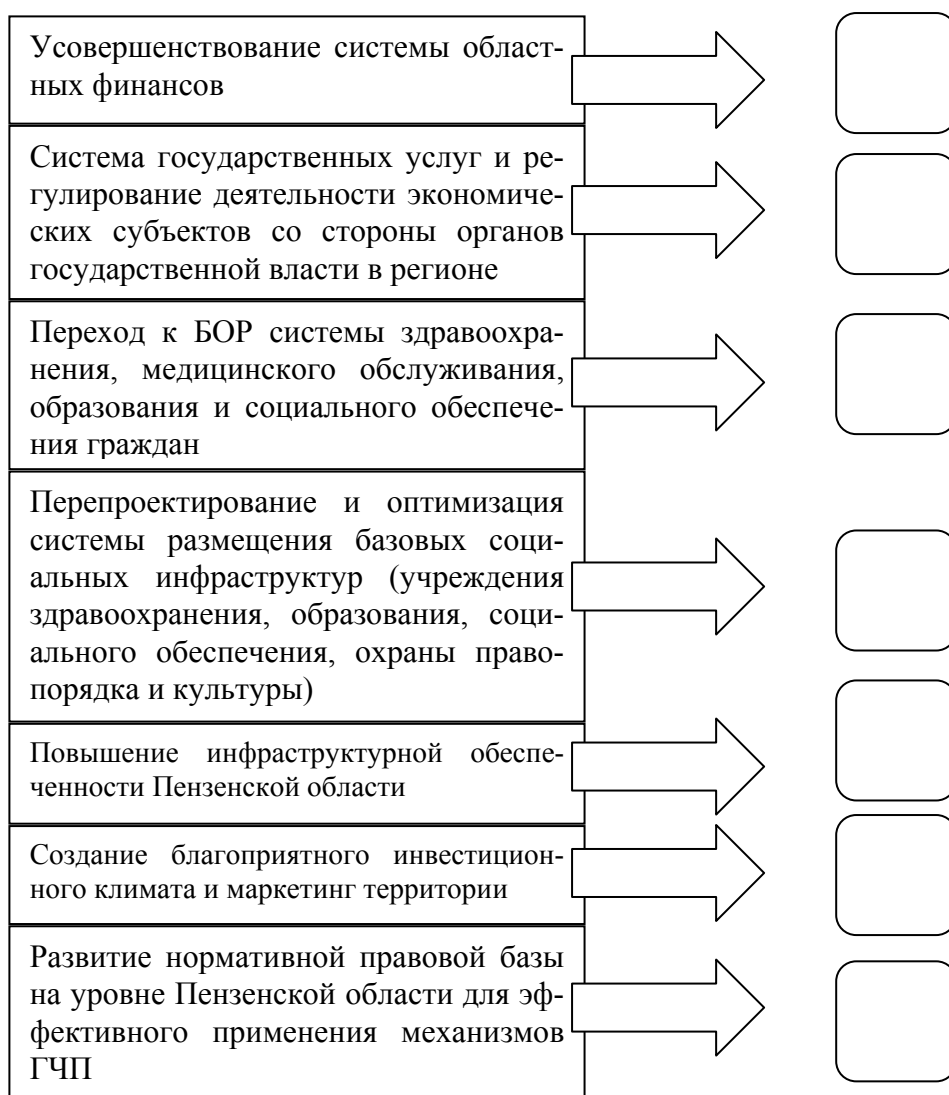 Усовершенствование системы област-
ных финансов
Система государственных услуг и ре-
гулирование деятельности экономиче-
ских субъектов со стороны органов
государственной власти в регионе
Переход к БОР системы здравоохра-
нения, медицинского обслуживания,
образования и социального обеспече-
ния граждан
Перепроектирование и оптимизация
системы размещения базовых соци-
альных инфраструктур (учреждения
здравоохранения, образования, соци-
ального обеспечения, охраны право-
порядка и культуры)
Повышение инфраструктурной обеспе-
ченности Пензенской области
Создание благоприятного инвестицион-
ного климата и маркетинг территории
Развитие нормативной правовой базы
на уровне Пензенской области для эф-
фективного применения механизмов
ГЧП